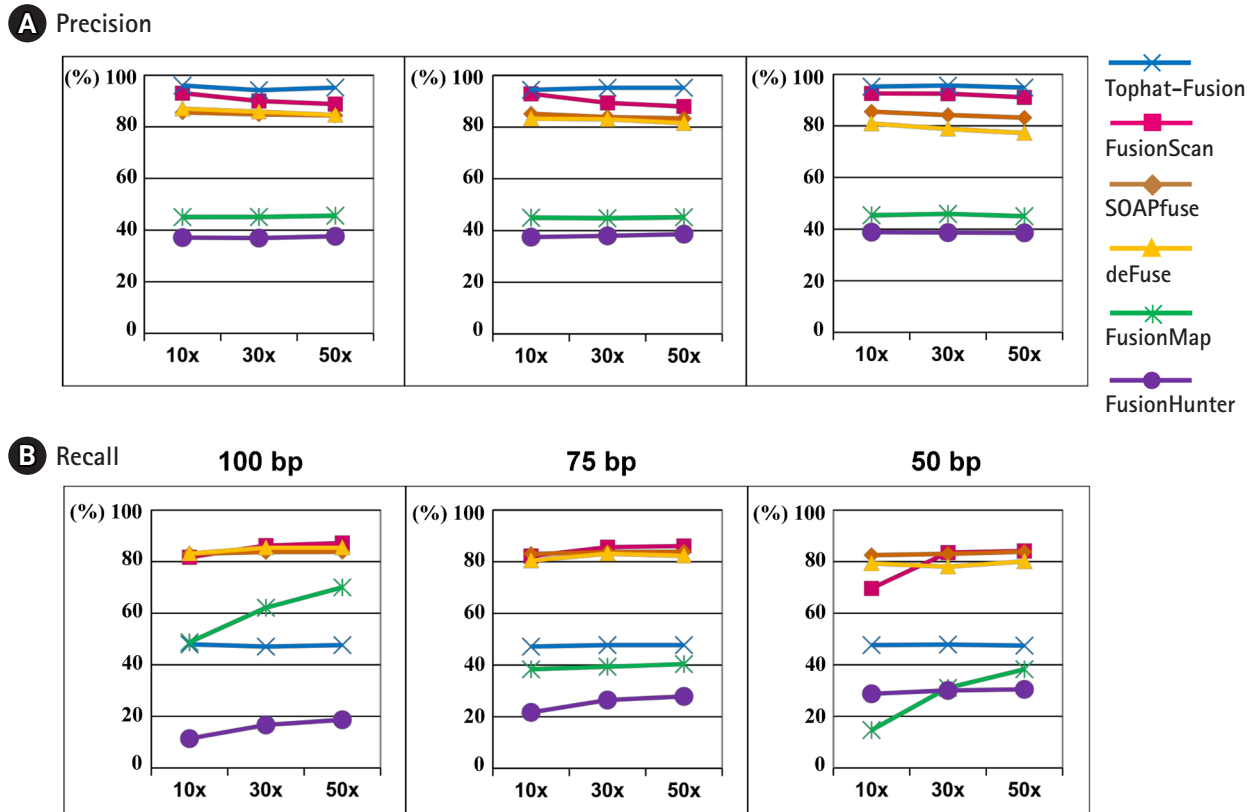 A Precision
(%) 100
80
60
40
20
0
10x 30x 50x
(%) 100
80
60
40
20
0
10x 30x 50x
(%) 100
80
60
40
20
0
10x 30x 50x
Tophat-Fusion
FusionScan
SOAPfuse
deFuse
FusionMap
FusionHunter
B Recall
100 bp
75 bp
50 bp
(%) 100
80
60
40
20
0
10x 30x 50x
(%) 100
80
60
40
20
0
10x 30x 50x
(%) 100
80
60
40
20
0
10x 30x 50x